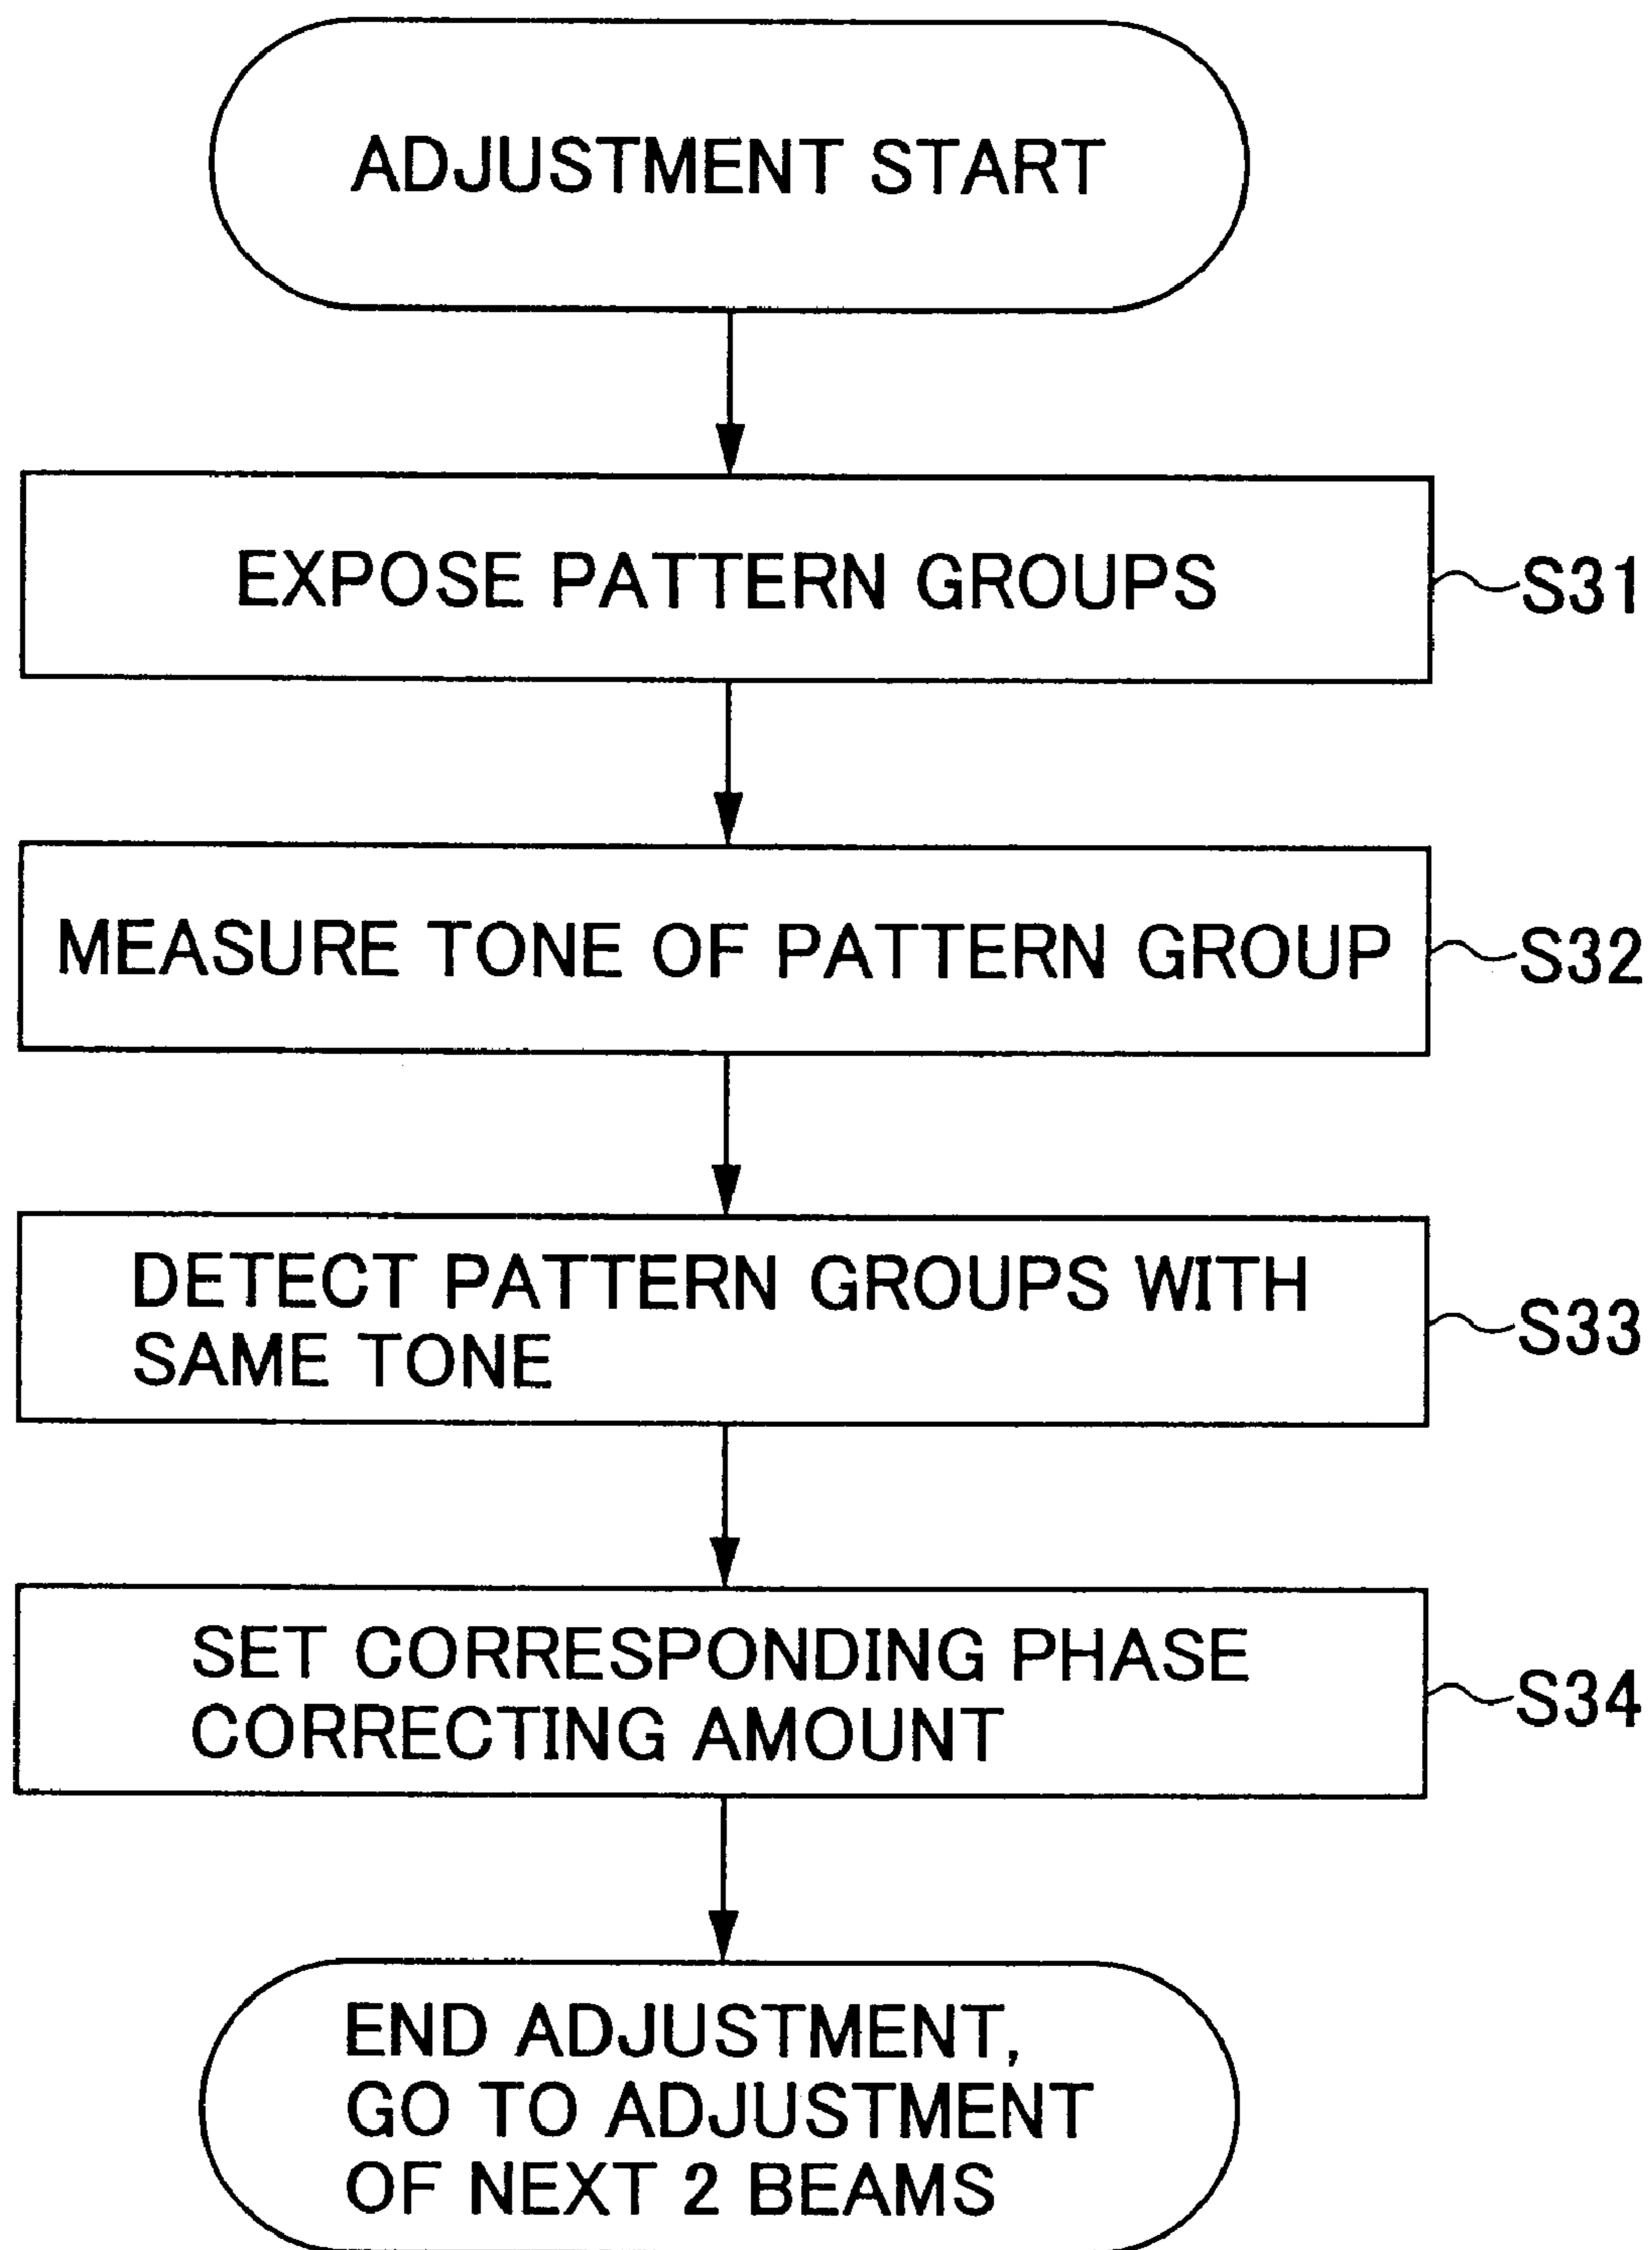 ADJUSTMENT START
EXPOSE PATTERN GROUPS
S31
MEASURE TONE OF PATTERN GROUP
S32
DETECT PATTERN GROUPS WITH
SAME TONE
S33
SET CORRESPONDING PHASE
CORRECTING AMOUNT
S34
END ADJUSTMENT,
GO TO ADJUSTMENT
OF NEXT 2 BEAMS